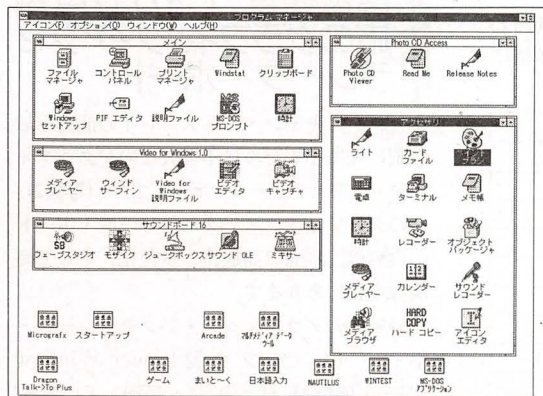 プログラム マネージャ
アイコン(F) オプション(O) ウィンドウ(W) ヘルプ(H)
メイン
ファイル
マネージャ
コントロール
パネル
プリント
マネージャ
Windstat
クリップボード
Windows
セットアップ
PIF エディタ
説明ファイル
MS-DOS
プロンプト
時計
Video for Windows 1.0
メディア
プレーヤー
ウィンド
サーフィン
Video for
Windows
説明ファイル
ビデオ
エディタ
ビデオ
キャプチャ
サウンドボード 16
SB
ウェーブスタジオ
モザイク
ジュークボックス
サウンド OLE
ミキサー
Photo CD Access
Photo CD
Viewer
Read Me
Release Notes
アクセサリ
ライト
カード
ファイル
電卓
ターミナル
メモ帳
時計
レコーダー
オブジェクト
パッケージャ
メディア
プレーヤー
カレンダー
サウンド
レコーダー
メディア
ブラウザ
HARD
COPY
ハード コピー
アイコン
エディタ
Micrografx
スタートアップ
Arcade
マルチメディア データ
ツール
Dragon
Talk->To Plus
ゲーム
まいと〜く
日本語入力
NAUTILUS
WINTEST
MS-DOS
アプリケーション